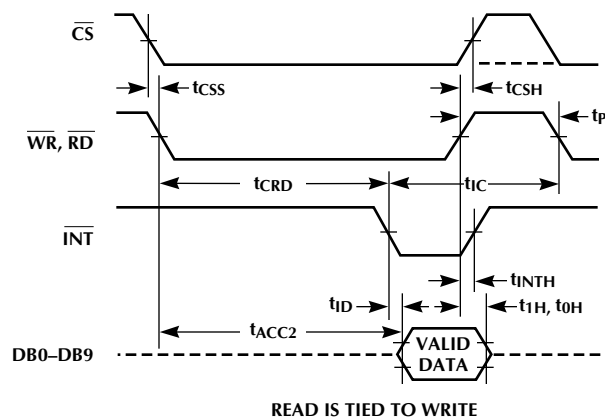 CS
tCSS
tCSH
WR, RD
tP
tCRD
tIC
INT
tINTH
tID
t1H, t0H
tACC2
DB0–DB9
VALID
DATA
READ IS TIED TO WRITE